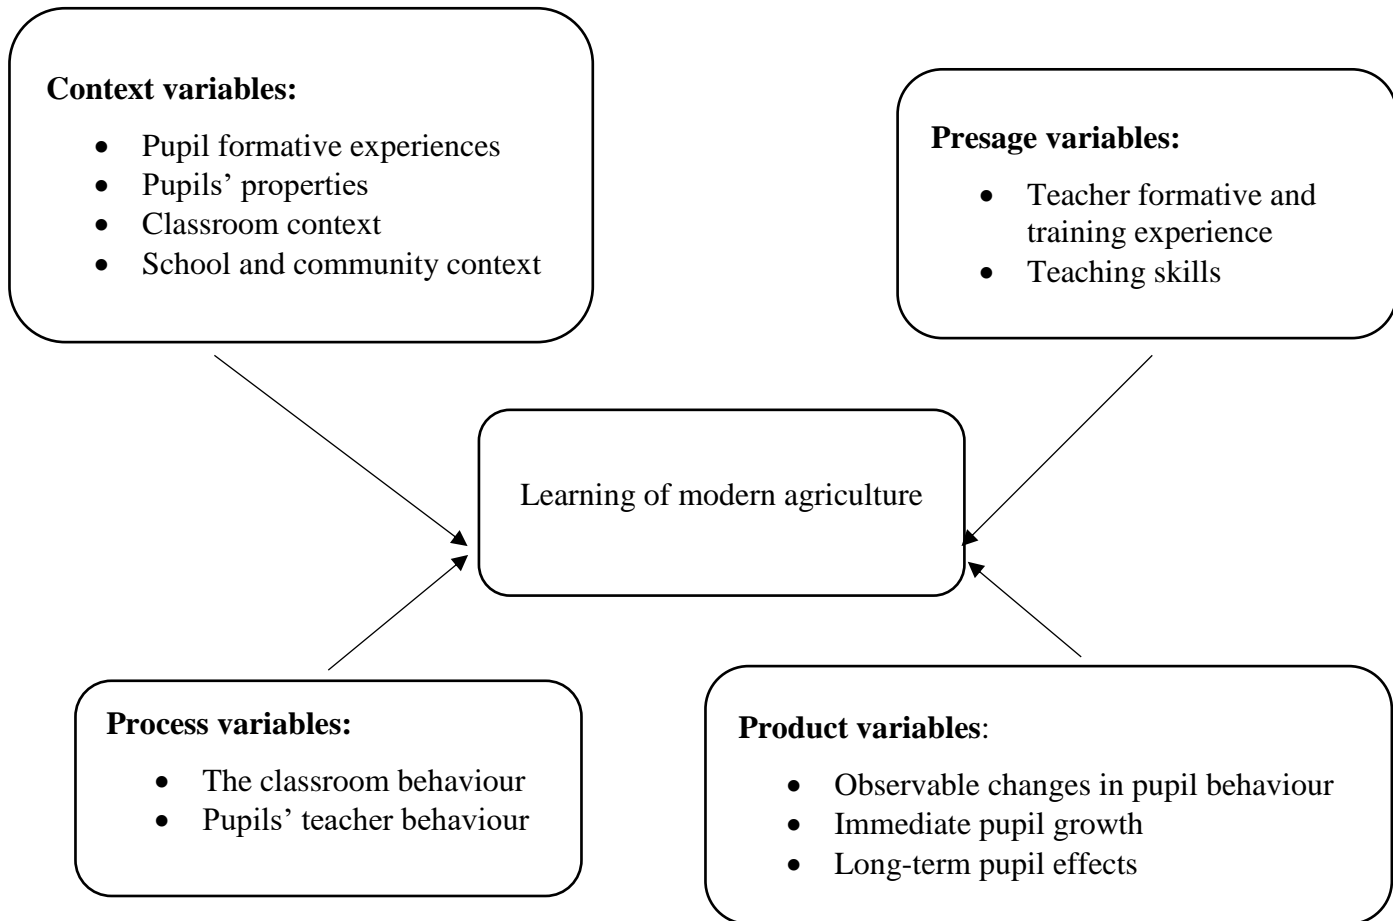 Context variables:
• Pupil formative experiences
• Pupils’ properties
• Classroom context
• School and community context
Presage variables:
• Teacher formative and
training experience
• Teaching skills
Learning of modern agriculture
Process variables:
• The classroom behaviour
• Pupils’ teacher behaviour
Product variables:
• Observable changes in pupil behaviour
• Immediate pupil growth
• Long-term pupil effects